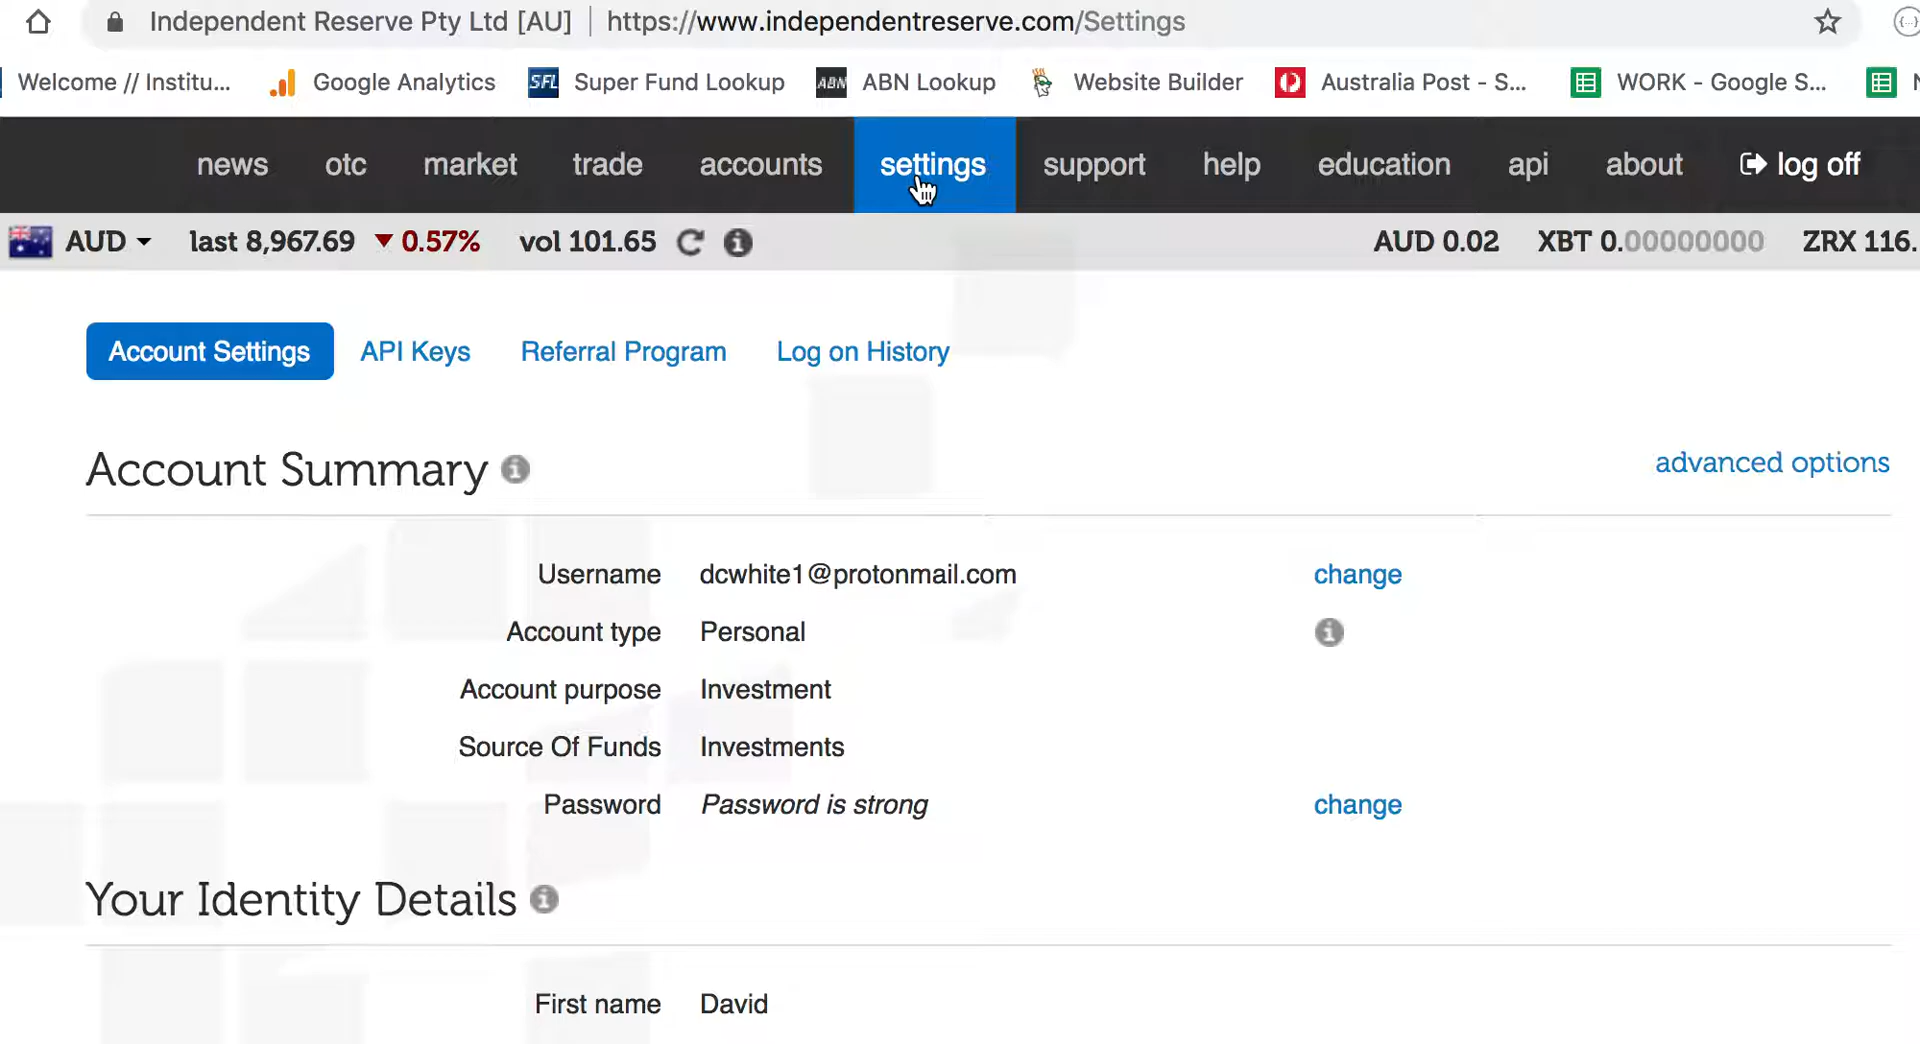 Independent Reserve Pty Ltd [AU] | https://www.independentreserve.com/Settings
Welcome // Institu... Google Analytics SFL Super Fund Lookup ABN ABN Lookup Website Builder Australia Post - S... WORK - Google S...
news otc market trade accounts settings support help education api about log off
AUD last 8,967.69 0.57% vol 101.65 AUD 0.02 XBT 0.00000000 ZRX 116.
Account Settings API Keys Referral Program Log on History
Account Summary advanced options
Username dcwhite1@protonmail.com change
Account type Personal
Account purpose Investment
Source Of Funds Investments
Password Password is strong change
Your Identity Details
First name David